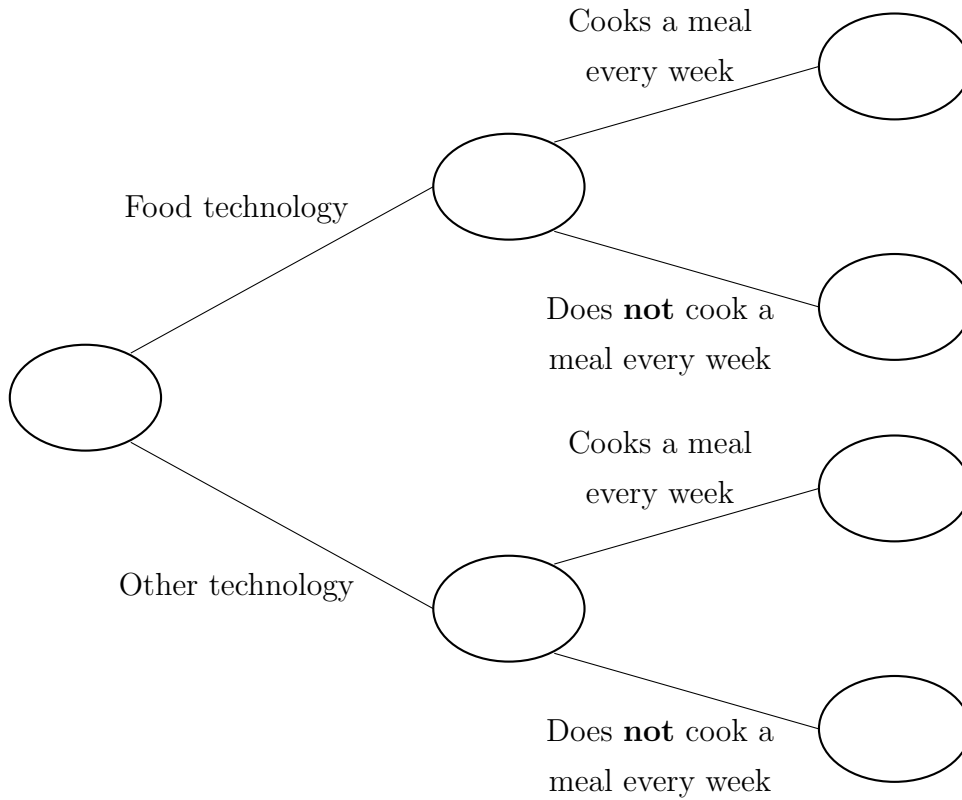 Cooks a meal
every week
Food technology
Does not cook a
meal every week
Cooks a meal
every week
Other technology
Does not cook a
meal every week